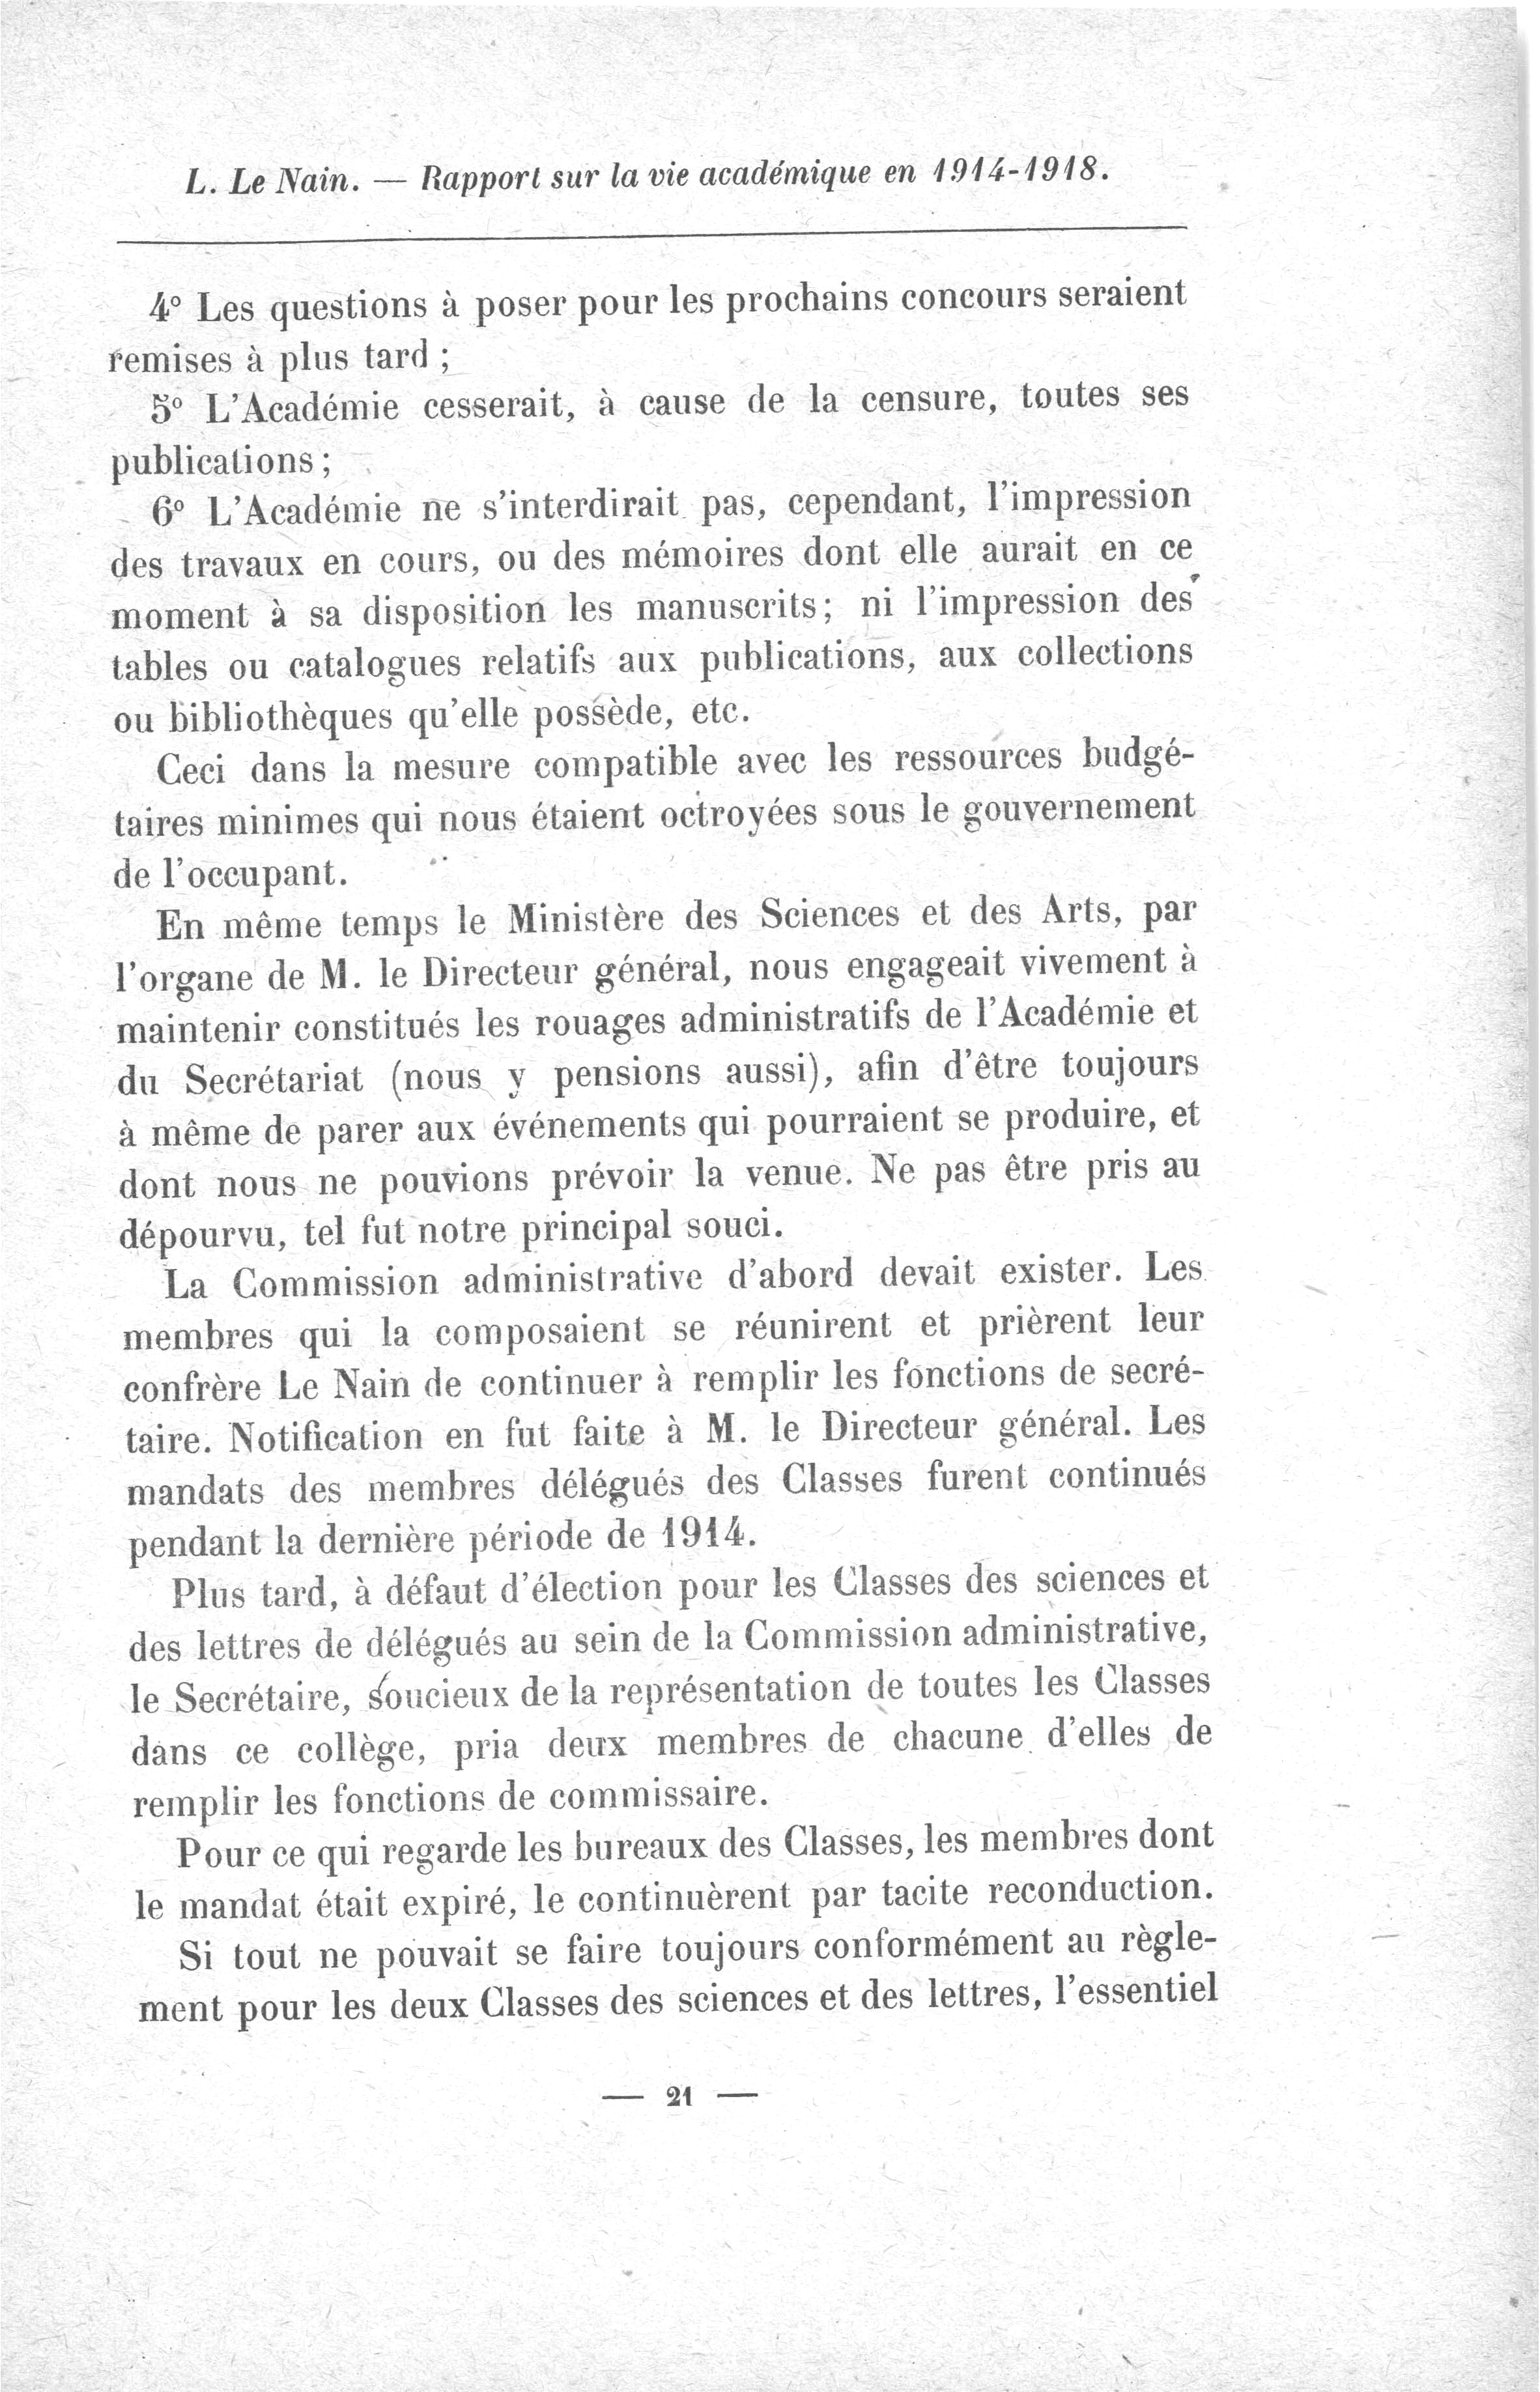 L. Le Nain. — Rapport sur la vie académique en 1914-1918.
4° Les questions à poser pour les prochains concours seraient
remises à plus tard ;
5° L'Académie cesserait, à cause de la censure, toutes ses
publications ;
6° L'Académie ne s'interdirait pas, cependant, l'impression
des travaux en cours, ou des mémoires dont elle aurait en ce
moment à sa disposition les manuscrits; ni l'impression des
tables ou catalogues relatifs aux publications, aux collections
ou bibliothèques qu'elle possède, etc.
Ceci dans la mesure compatible avec les ressources budgé-
taires minimes qui nous étaient octroyées sous le gouvernement
de l'occupant.
En même temps le Ministère des Sciences et des Arts, par
l'organe de M. le Directeur général, nous engageait vivement à
maintenir constitués les rouages administratifs de l'Académie et
du Secrétariat (nous y pensions aussi), afin d'être toujours
à même de parer aux événements qui pourraient se produire, et
dont nous ne pouvions prévoir la venue. Ne pas être pris au
dépourvu, tel fut notre principal souci.
La Commission administrative d'abord devait exister. Les
membres qui la composaient se réunirent et prièrent leur
confrère Le Nain de continuer à remplir les fonctions de secré-
taire. Notification en fut faite à M. le Directeur général. Les
mandats des membres délégués des Classes furent continués
pendant la dernière période de 1914.
Plus tard, à défaut d'élection pour les Classes des sciences et
des lettres de délégués au sein de la Commission administrative,
le Secrétaire, soucieux de la représentation de toutes les Classes
dans ce collège, pria deux membres de chacune d'elles de
remplir les fonctions de commissaire.
Pour ce qui regarde les bureaux des Classes, les membres dont
le mandat était expiré, le continuèrent par tacite reconduction.
Si tout ne pouvait se faire toujours conformément au règle-
ment pour les deux Classes des sciences et des lettres, l'essentiel
— 21 —